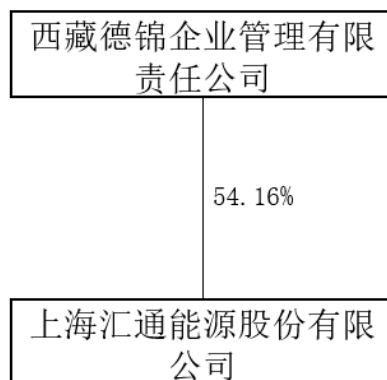 西藏德锦企业管理有限
责任公司
54.16%
上海汇通能源股份有限
公司